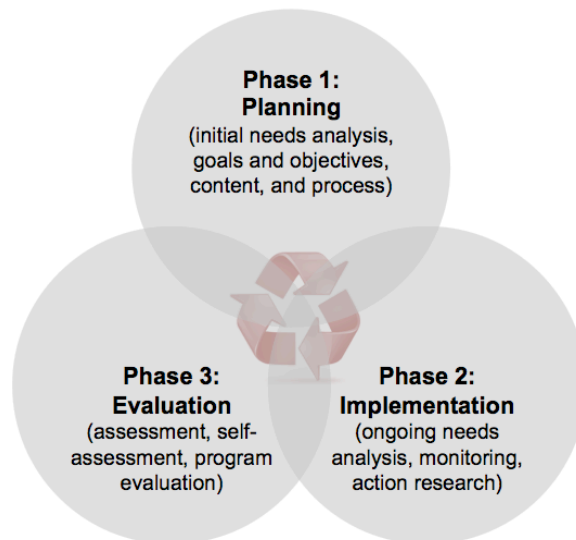 Phase 1:
Planning
(initial needs analysis,
goals and objectives,
content, and process)
Phase 3:
Evaluation
(assessment, self-
assessment, program
evaluation)
Phase 2:
Implementation
(ongoing needs
analysis, monitoring,
action research)